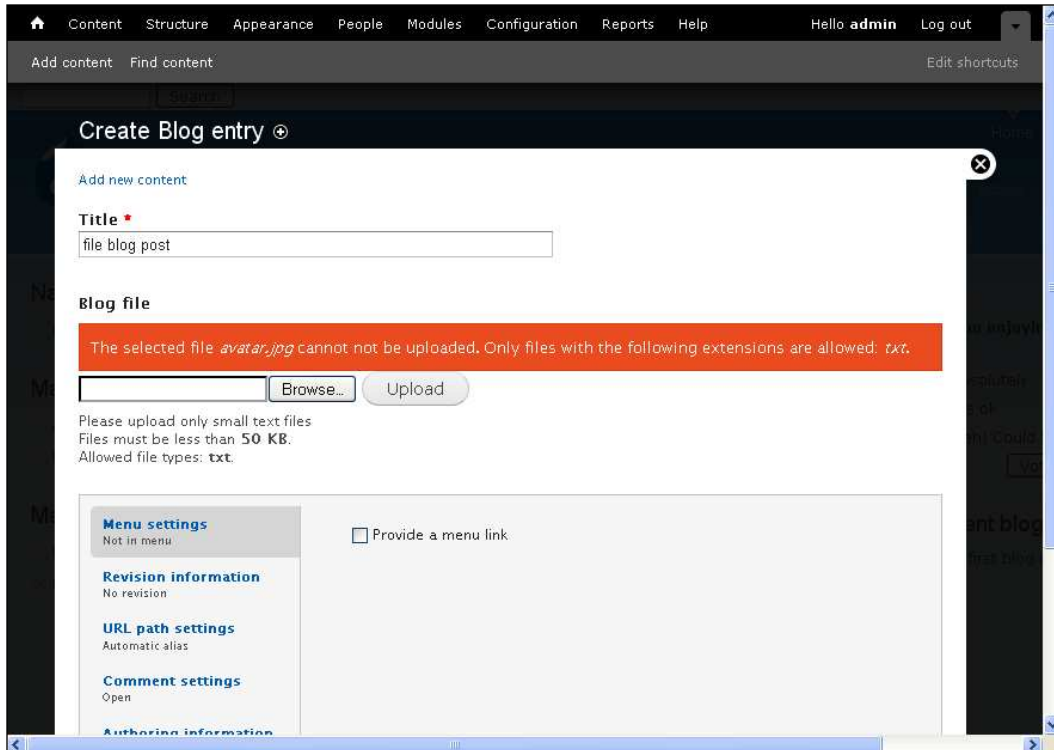 Content Structure Appearance People Modules Configuration Reports Help Hello admin Log out
Add content Find content Edit shortcuts
Search
Create Blog entry
Home
Add new content
Title *
file blog post
Blog file
The selected file avatar.jpg cannot not be uploaded. Only files with the following extensions are allowed: txt.
Browse... Upload
Please upload only small text files
Files must be less than 50 KB.
Allowed file types: txt.
Menu settings
Not in menu
Provide a menu link
Revision information
No revision
URL path settings
Automatic alias
Comment settings
Open
Authoring information